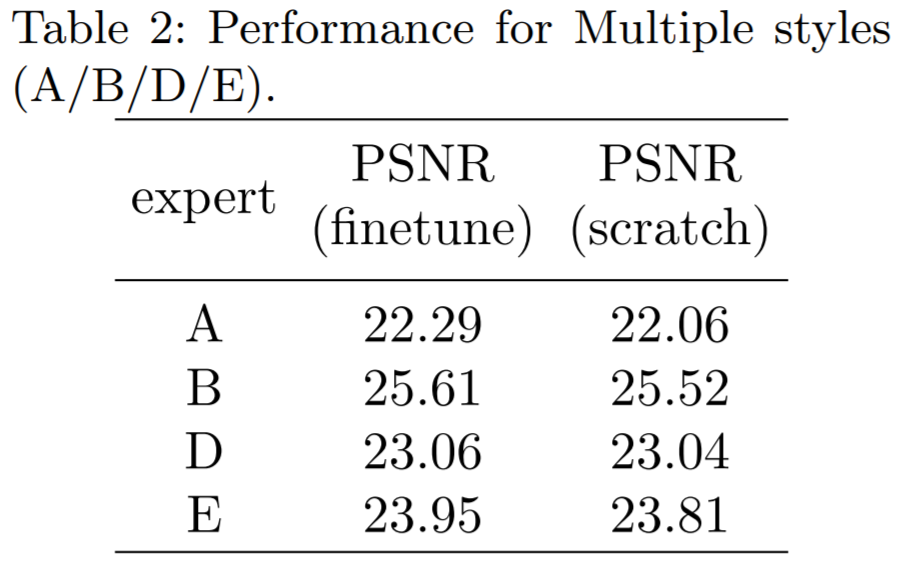 Table 2: Performance for Multiple styles
(A/B/D/E).
expert PSNR (finetune) PSNR (scratch)
A 22.29 22.06
B 25.61 25.52
D 23.06 23.04
E 23.95 23.81